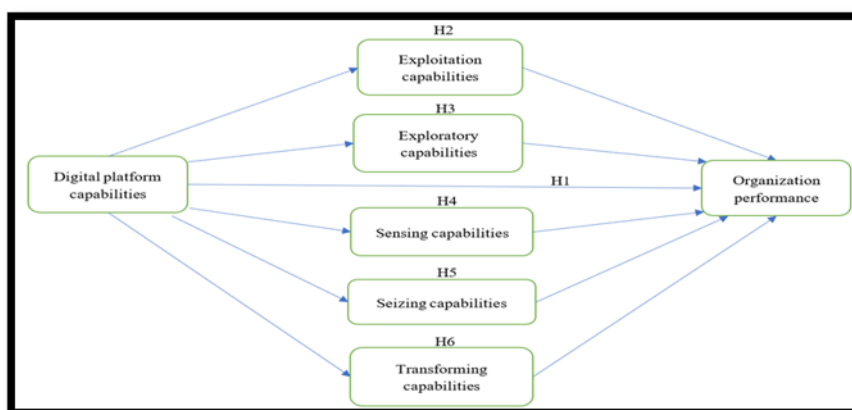 H2
Exploitation
capabilities
H3
Exploratory
capabilities
Digital platform
capabilities
H1
Organization
performance
H4
Sensing capabilities
H5
Seizing capabilities
H6
Transforming
capabilities